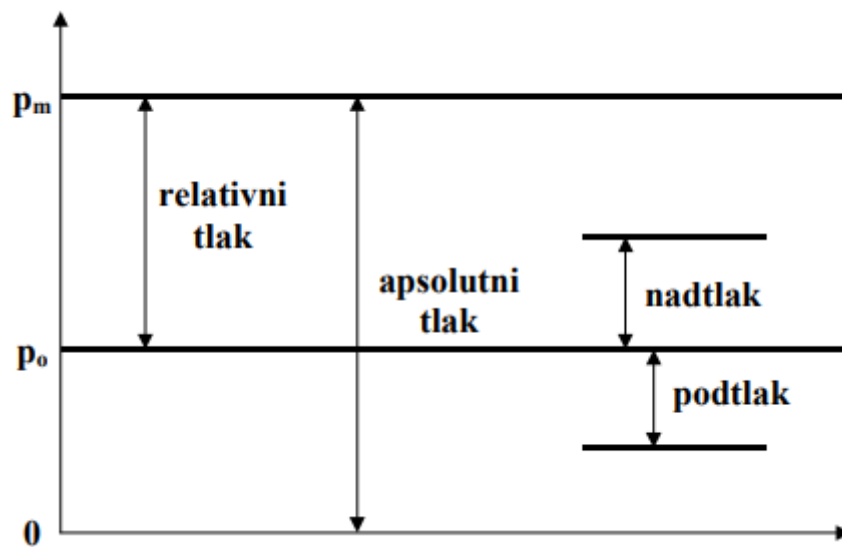 pm
relativni
tlak
apsolutni
tlak
nadtlak
po
podtlak
0